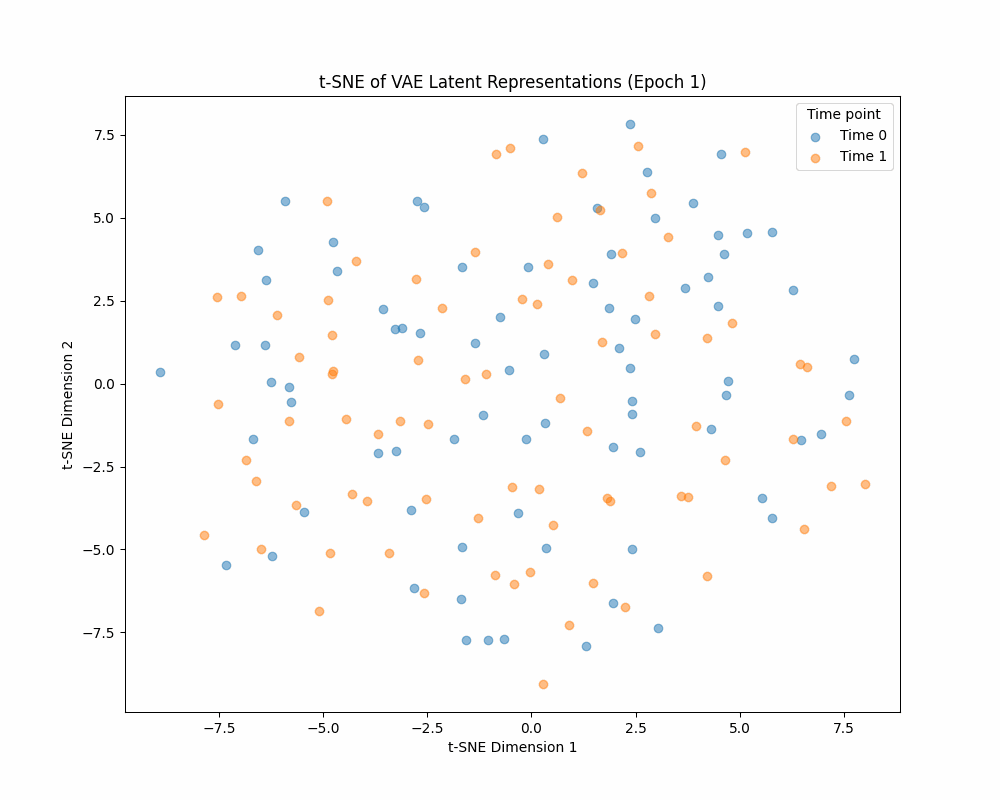 t-SNE of VAE Latent Representations (Epoch 1)
Time point
Time 0
Time 1
7.5
5.0
2.5
0.0
−2.5
−5.0
−7.5
t-SNE Dimension 2
−7.5 −5.0 −2.5 0.0 2.5 5.0 7.5
t-SNE Dimension 1